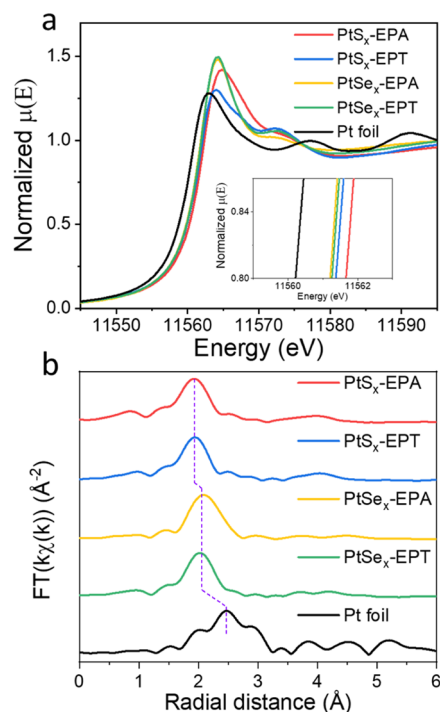 a
1.5
1.0
0.5
0.0
Normalized μ(E)
PtSₓ-EPA
PtSₓ-EPT
PtSeₓ-EPA
PtSeₓ-EPT
Pt foil
0.84
0.80
Normalized μ(E)
11560 11562
Energy (eV)
11550 11560 11570 11580 11590
Energy (eV)
b
FT(kχ(k)) (Å⁻²)
PtSₓ-EPA
PtSₓ-EPT
PtSeₓ-EPA
PtSeₓ-EPT
Pt foil
0 1 2 3 4 5 6
Radial distance (Å)